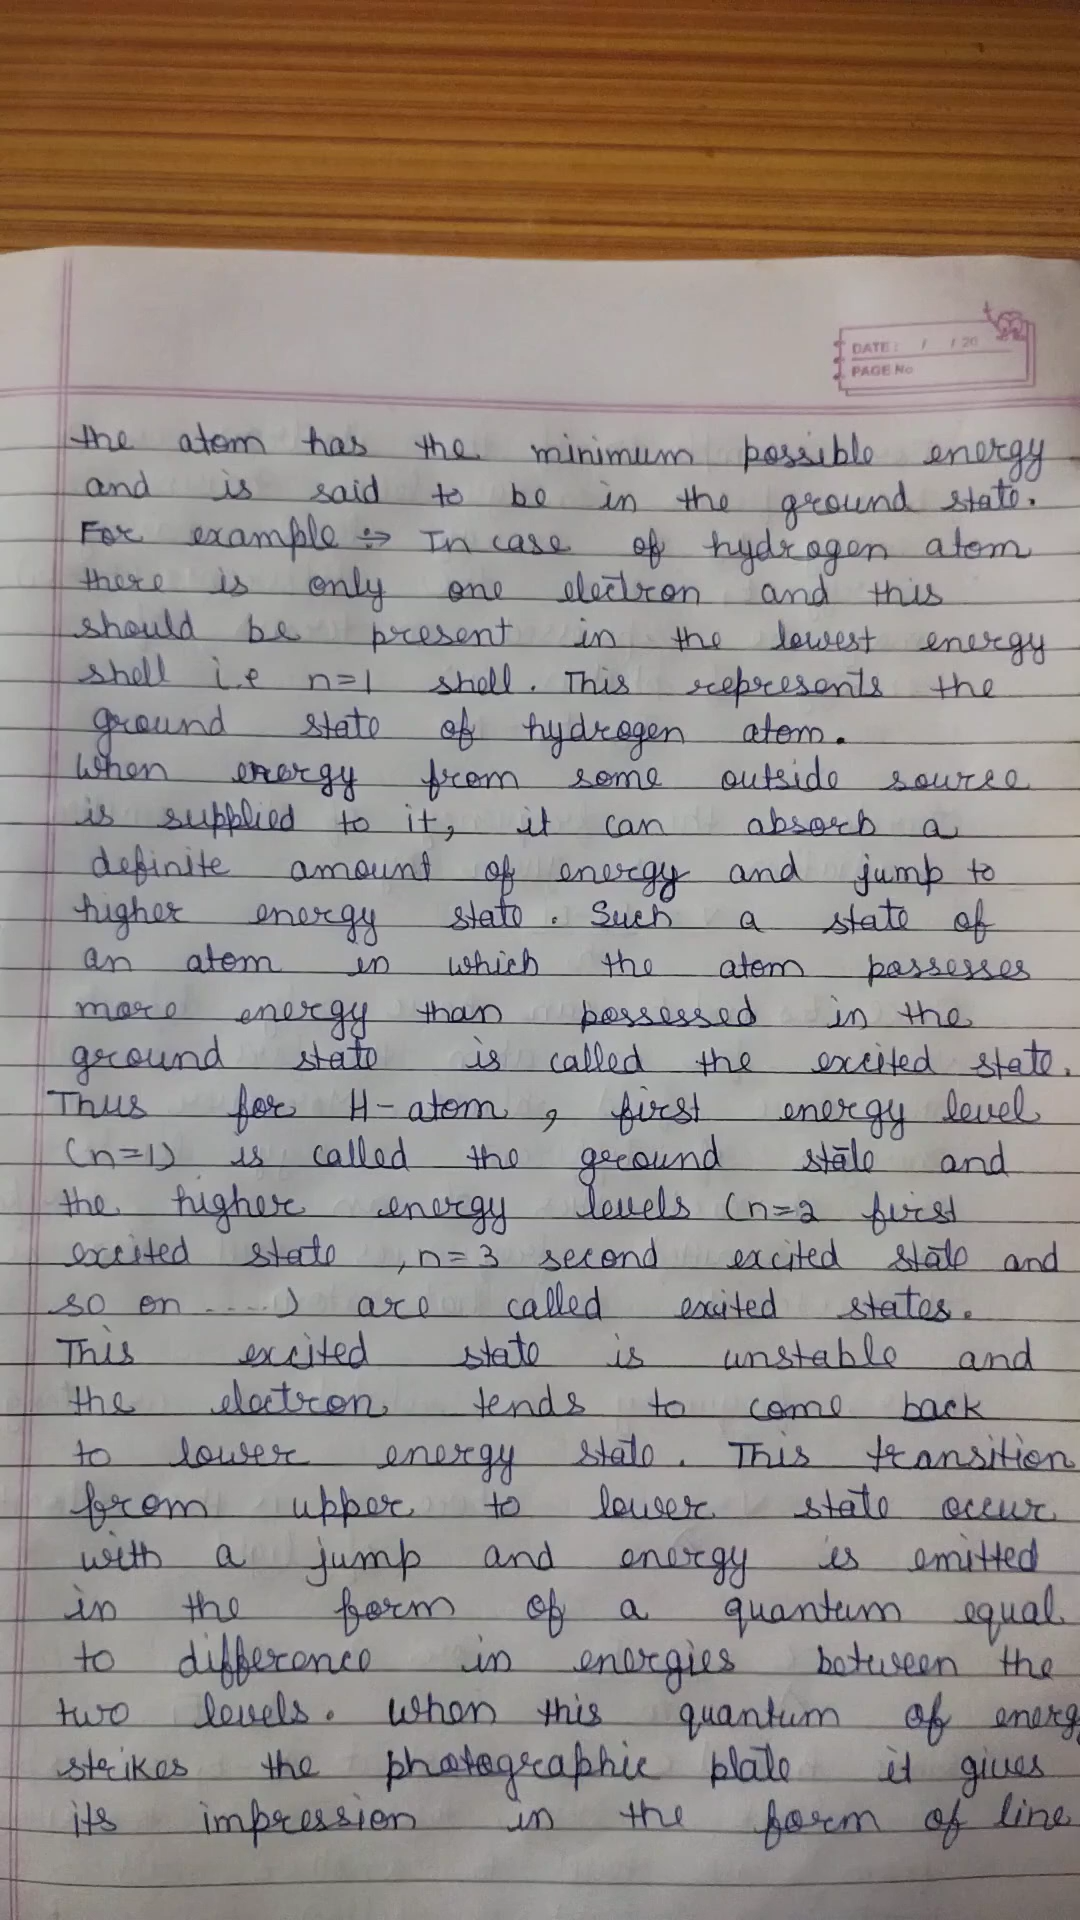 DATE : / / 20
PAGE No
the atom has the minimum possible energy
and is said to be in the ground state.
For example ⇒ In case of hydrogen atom
there is only one electron and this
should be present in the lowest energy
shell i.e n=1 shell. This represents the
ground state of hydrogen atom.
When energy from some outside source
is supplied to it, it can absorb a
definite amount of energy and jump to
higher energy state. Such a state of
an atom in which the atom possesses
more energy than possessed in the
ground state is called the excited state.
Thus for H-atom, first energy level
(n=1) is called the ground state and
the higher energy levels (n=2 first
excited state, n=3 second excited state and
so on .....) are called exited states.
This excited state is unstable and
the electron tends to come back
to lower energy state. This transition
from upper to lower state occur
with a jump and energy is emitted
in the form of a quantum equal
to difference in energies between the
two levels. When this quantum of energy
strikes the photographic plate it gives
its impression in the form of line